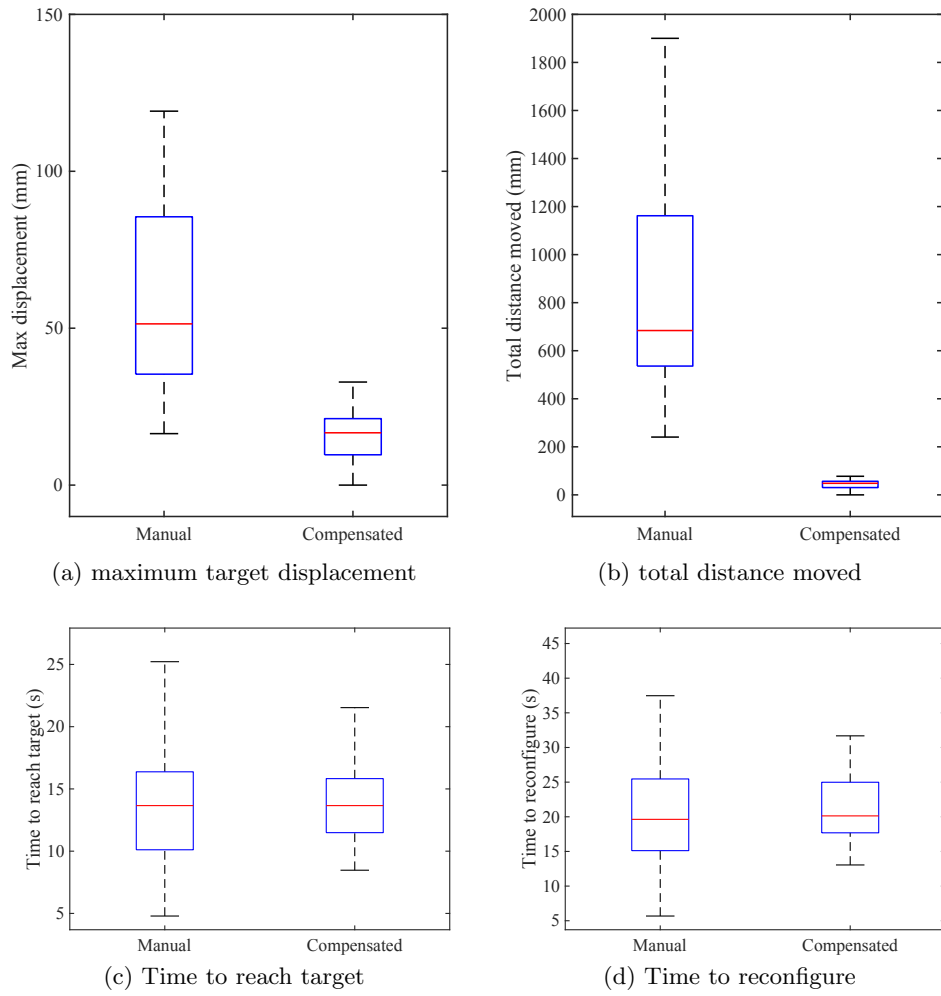 150
100
50
0
Max displacement (mm)
Manual
Compensated
(a) maximum target displacement
2000
1800
1600
1400
1200
1000
800
600
400
200
0
Total distance moved (mm)
Manual
Compensated
(b) total distance moved
25
20
15
10
5
Time to reach target (s)
Manual
Compensated
(c) Time to reach target
45
40
35
30
25
20
15
10
5
Time to reconfigure (s)
Manual
Compensated
(d) Time to reconfigure